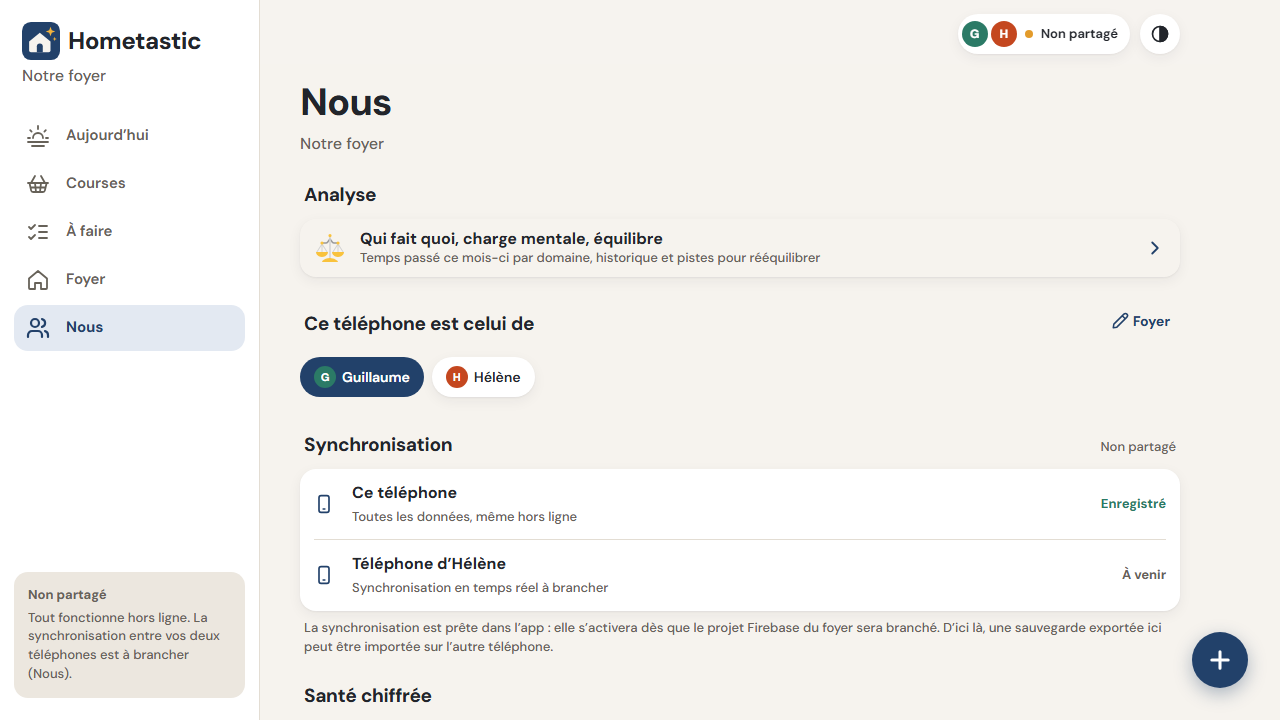 Hometastic
Notre foyer
Aujourd’hui
Courses
À faire
Foyer
Nous
Non partagé
Tout fonctionne hors ligne. La
synchronisation entre vos deux
téléphones est à brancher
(Nous).
G H Non partagé
Nous
Notre foyer
Analyse
Qui fait quoi, charge mentale, équilibre
Temps passé ce mois-ci par domaine, historique et pistes pour rééquilibrer
Ce téléphone est celui de
Foyer
G Guillaume
H Hélène
Synchronisation
Non partagé
Ce téléphone
Toutes les données, même hors ligne
Enregistré
Téléphone d’Hélène
Synchronisation en temps réel à brancher
À venir
La synchronisation est prête dans l’app : elle s’activera dès que le projet Firebase du foyer sera branché. D’ici là, une sauvegarde exportée ici
peut être importée sur l’autre téléphone.
Santé chiffrée